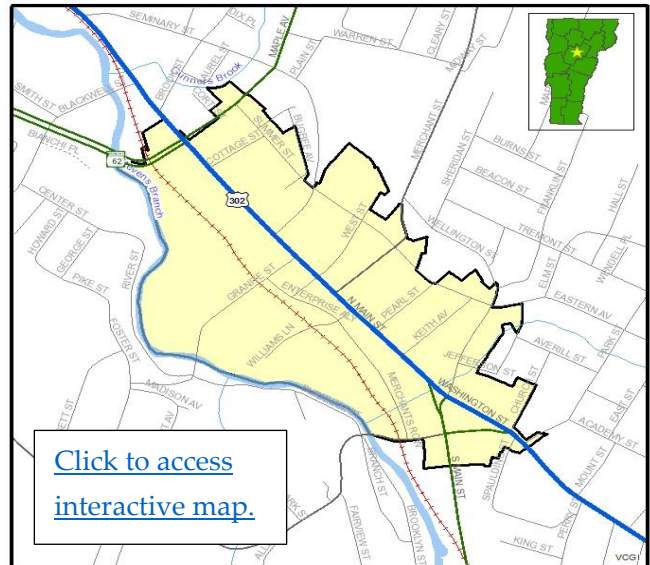 SEMINARY ST
DIX PL
MAPLE AV
WARREN ST
CLEARY ST
BROOK ST
LAUREL ST
PLAIN ST
Gunners Brook
SMITH ST
BLACKWELL
SUMMER ST
MERCHANT ST
COTTAGE ST
BIANCHI PL
62
SHERIDAN ST
BURNS ST
FRANKLIN ST
BEACON ST
HALL ST
302
WEST ST
WELLINGTON ST
TREMONT ST
WENDELL PL
CENTER ST
HOWARD ST
GEORGE ST
RIVER ST
PIKE ST
ELM ST
GRANITE ST
ENTERPRISE ALY
N MAIN ST
PEARL ST
KEITH AV
EASTERN AV
FOSTER ST
WILLIAMS LN
JEFFERSON ST
AVERILL ST
PARK S
MADISON AV
MERCHANTS RO
WASHINGTON ST
CHURCH ST
EAST ST
ACADEMY ST
Click to access
interactive map.
BRANCH ST
S MAIN ST
SPAULDING ST
MOUNT ST
PERRY ST
FAIRVIEW ST
BROOKLYN ST
KING ST
VCGI